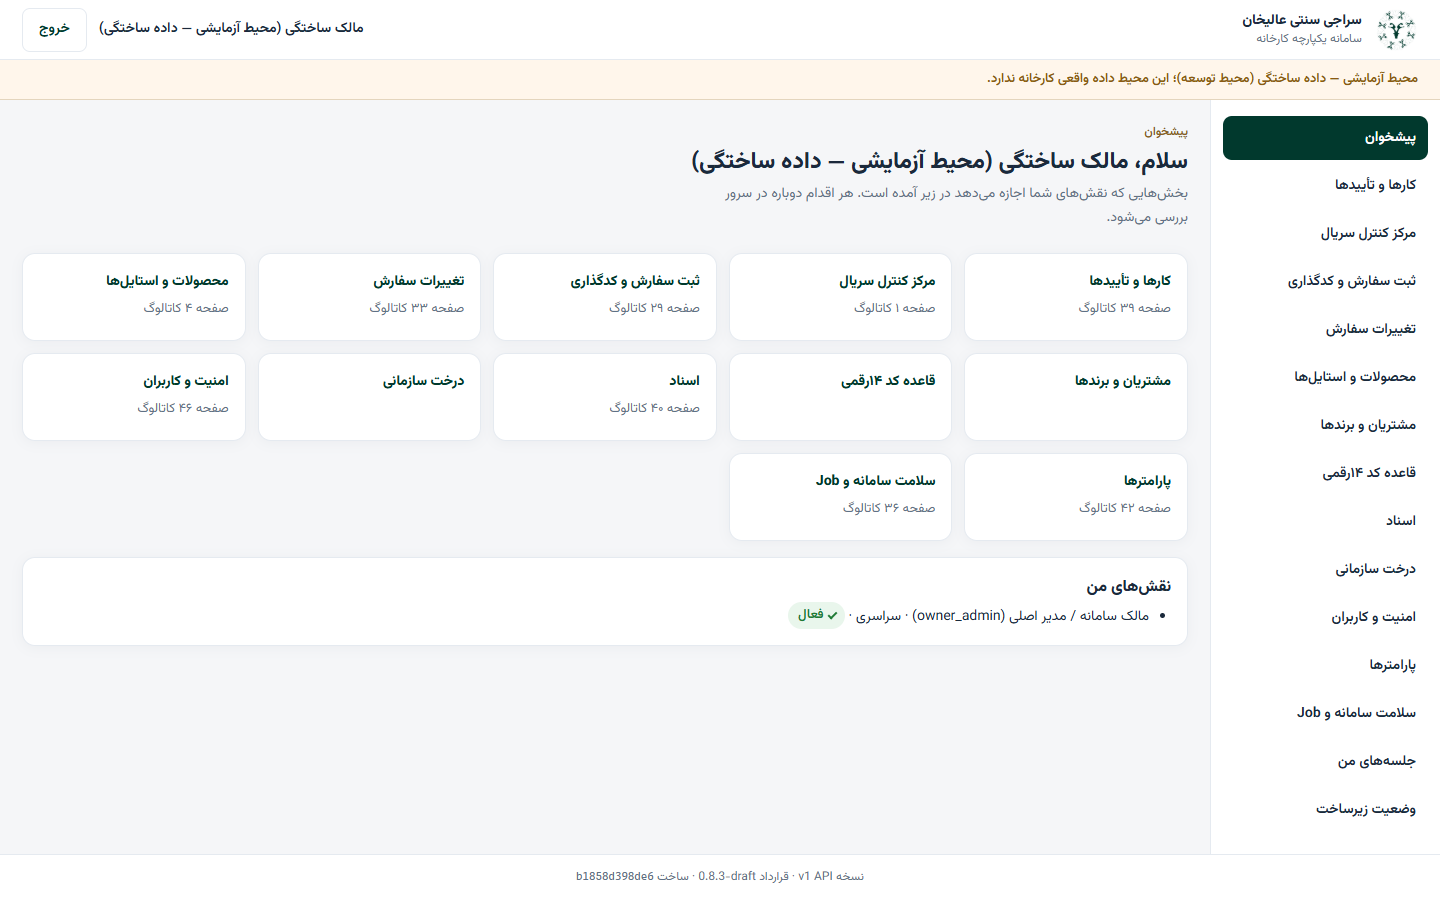 سراجی سنتی عالیخان
سامانه یکپارچه کارخانه
مالک ساختگی (محیط آزمایشی — داده ساختگی)
خروج
محیط آزمایشی — داده ساختگی (محیط توسعه)؛ این محیط داده واقعی کارخانه ندارد.
پیشخوان
کارها و تأییدها
مرکز کنترل سریال
ثبت سفارش و کدگذاری
تغییرات سفارش
محصولات و استایل‌ها
مشتریان و برندها
قاعده کد ۱۴رقمی
اسناد
درخت سازمانی
امنیت و کاربران
پارامترها
سلامت سامانه و Job
جلسه‌های من
وضعیت زیرساخت
پیشخوان
سلام، مالک ساختگی (محیط آزمایشی — داده ساختگی)
بخش‌هایی که نقش‌های شما اجازه می‌دهد در زیر آمده است. هر اقدام دوباره در سرور
بررسی می‌شود.
کارها و تأییدها
صفحه ۳۹ کاتالوگ
مرکز کنترل سریال
صفحه ۱ کاتالوگ
ثبت سفارش و کدگذاری
صفحه ۲۹ کاتالوگ
تغییرات سفارش
صفحه ۳۳ کاتالوگ
محصولات و استایل‌ها
صفحه ۴ کاتالوگ
مشتریان و برندها
قاعده کد ۱۴رقمی
اسناد
صفحه ۴۰ کاتالوگ
درخت سازمانی
امنیت و کاربران
صفحه ۴۶ کاتالوگ
پارامترها
صفحه ۴۲ کاتالوگ
سلامت سامانه و Job
صفحه ۳۶ کاتالوگ
نقش‌های من
مالک سامانه / مدیر اصلی (owner_admin) · سراسری · ✓ فعال
نسخه v1 API · قرارداد 0.8.3-draft · ساخت b1858d398de6